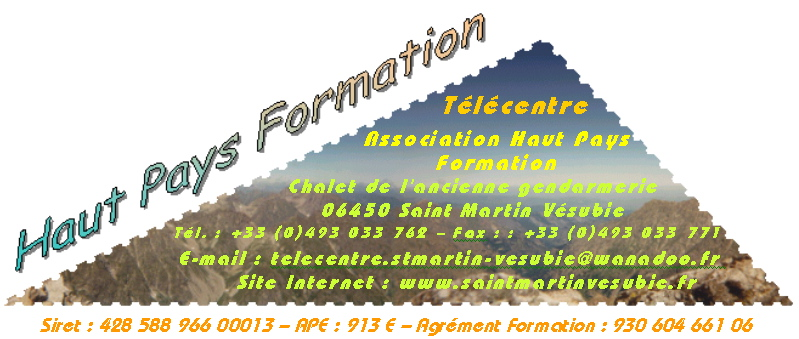 Haut Pays Formation
Télécentre
Association Haut Pays
Formation
Chalet de l'ancienne gendarmerie
06450 Saint Martin Vésubie
Tél. : +33 (0)493 033 762 – Fax : : +33 (0)493 033 771
E-mail : telecentre.stmartin-vesubie@wanadoo.fr
Site Internet : www.saintmartinvesubie.fr
Siret : 428 588 966 00013 – APE : 913 E – Agrément Formation : 930 604 661 06